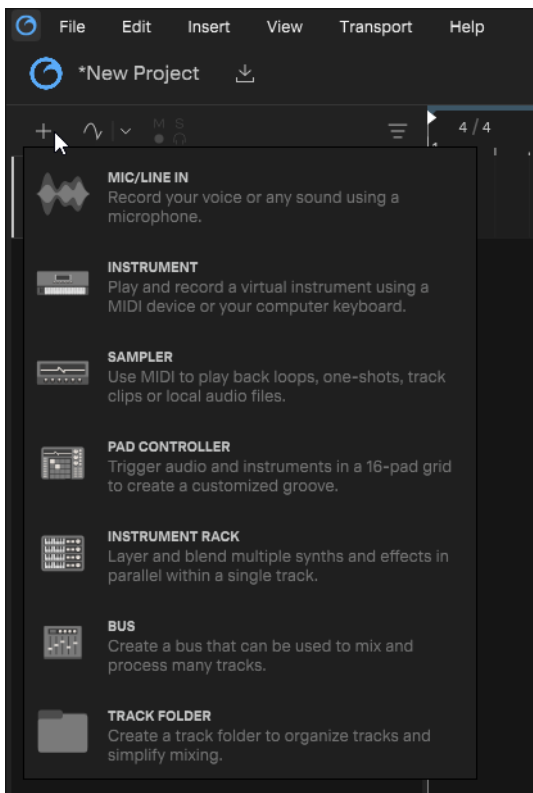 File Edit Insert View Transport Help
*New Project
M S
4/4
MIC/LINE IN
Record your voice or any sound using a
microphone.
INSTRUMENT
Play and record a virtual instrument using a
MIDI device or your computer keyboard.
SAMPLER
Use MIDI to play back loops, one-shots, track
clips or local audio files.
PAD CONTROLLER
Trigger audio and instruments in a 16-pad grid
to create a customized groove.
INSTRUMENT RACK
Layer and blend multiple synths and effects in
parallel within a single track.
BUS
Create a bus that can be used to mix and
process many tracks.
TRACK FOLDER
Create a track folder to organize tracks and
simplify mixing.